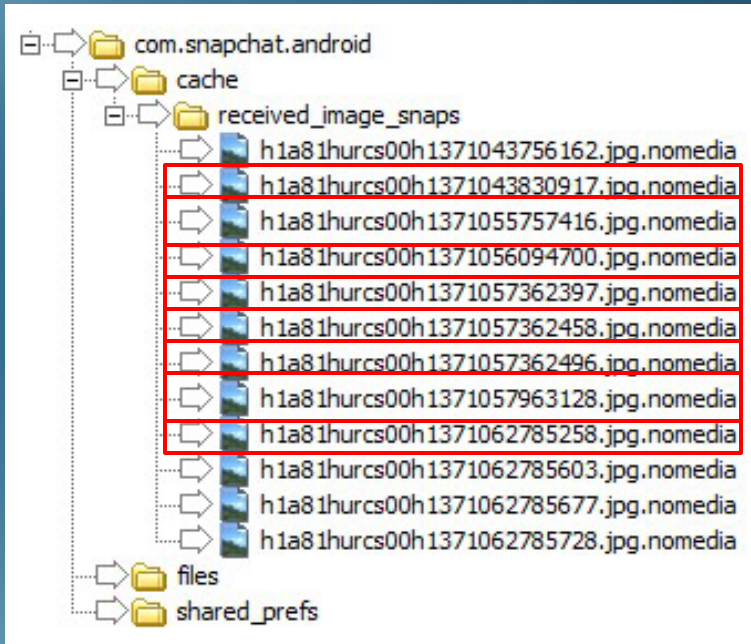 com.snapchat.android
cache
received_image_snaps
h1a81hurcs00h1371043756162.jpg.nomedia
h1a81hurcs00h1371043830917.jpg.nomedia
h1a81hurcs00h1371055757416.jpg.nomedia
h1a81hurcs00h1371056094700.jpg.nomedia
h1a81hurcs00h1371057362397.jpg.nomedia
h1a81hurcs00h1371057362458.jpg.nomedia
h1a81hurcs00h1371057362496.jpg.nomedia
h1a81hurcs00h1371057963128.jpg.nomedia
h1a81hurcs00h1371062785258.jpg.nomedia
h1a81hurcs00h1371062785603.jpg.nomedia
h1a81hurcs00h1371062785677.jpg.nomedia
h1a81hurcs00h1371062785728.jpg.nomedia
files
shared_prefs